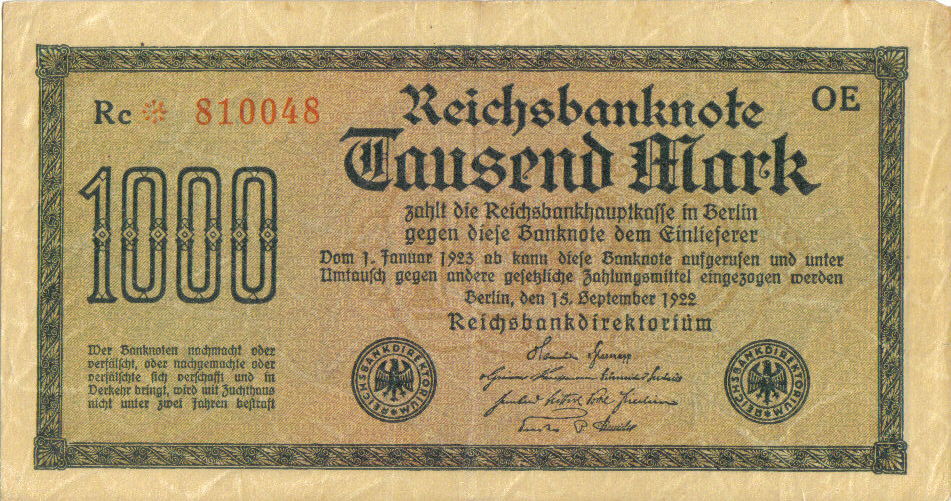 Rc * 810048
Reichsbanknote
OE
Tausend Mark
1000
zahlt die Reichsbankhauptkasse in Berlin
gegen diese Banknote dem Einlieferer
Dom 1. Januar 1923 ab kann diese Banknote aufgerufen und unter
Umtausch gegen andere gesetzliche Zahlungsmittel eingezogen werden
Berlin, den 15. September 1922
Reichsbankdirektorium
Wer Banknoten nachmacht oder
verfälscht, oder nachgemachte oder
verfälschte sich verschafft und in
Verkehr bringt, wird mit Zuchthaus
nicht unter zwei Jahren bestraft
REICHSBANKDIREKTORIUM
REICHSBANKDIREKTORIUM